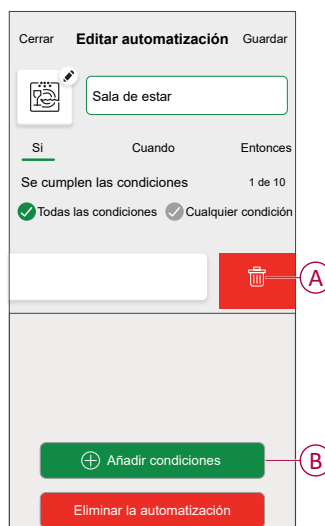 Cerrar Editar automatización Guardar
Sala de estar
Si Cuando Entonces
Se cumplen las condiciones 1 de 10
Todas las condiciones Cualquier condición
A
Añadir condiciones B
Eliminar la automatización